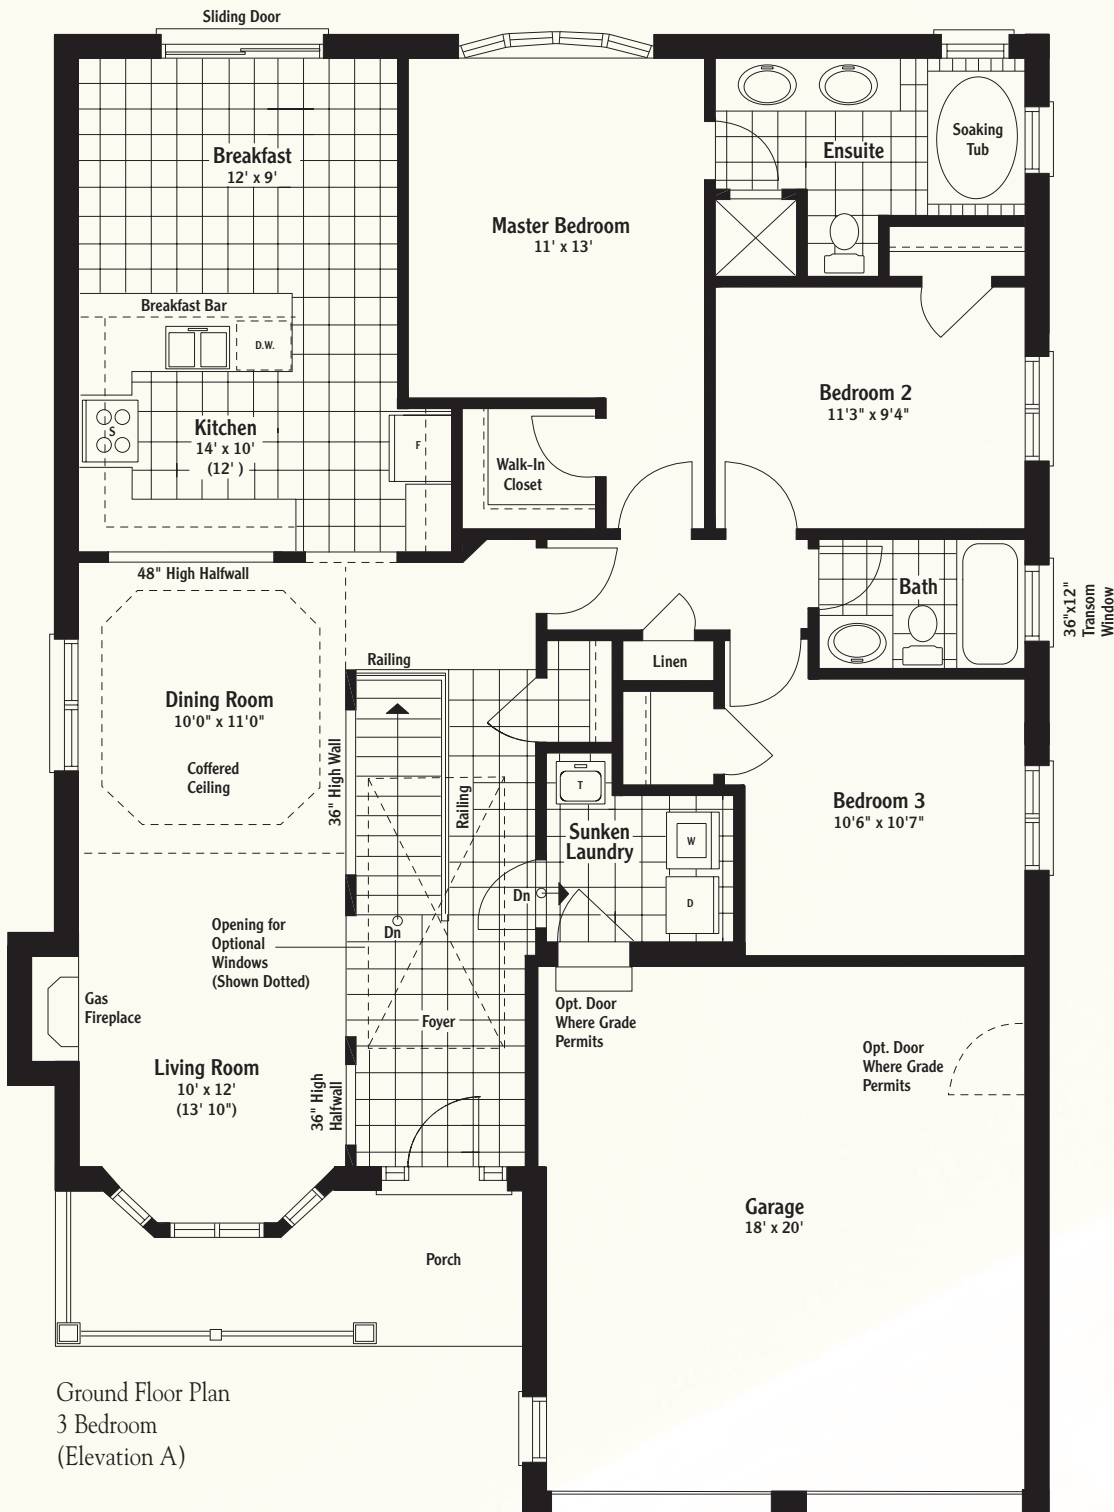 Sliding Door
Breakfast
12' x 9'
Master Bedroom
11' x 13'
Ensuite
Soaking
Tub
Breakfast Bar
D.W.
S
Kitchen
14' x 10'
(12' )
F
Walk-In
Closet
Bedroom 2
11'3" x 9'4"
48" High Halfwall
Bath
36"x12"
Transom
Window
Railing
Linen
Dining Room
10'0" x 11'0"
Coffered
Ceiling
36" High Wall
Railing
T
Sunken
Laundry
W
D
Bedroom 3
10'6" x 10'7"
Dn
Dn
Opening for
Optional
Windows
(Shown Dotted)
Gas
Fireplace
Foyer
Opt. Door
Where Grade
Permits
Opt. Door
Where Grade
Permits
Living Room
10' x 12'
(13' 10")
36" High
Halfwall
Garage
18' x 20'
Porch
Ground Floor Plan
3 Bedroom
(Elevation A)